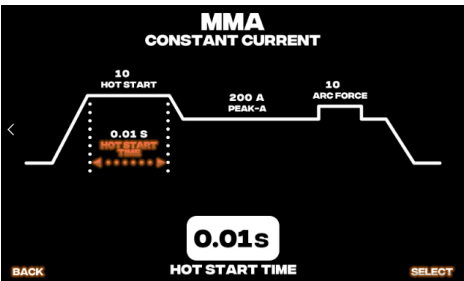 MMA
CONSTANT CURRENT
10
HOT START
200 A
PEAK-A
10
ARC FORCE
0.01 S
HOT START
TIME
0.01s
HOT START TIME
BACK
SELECT